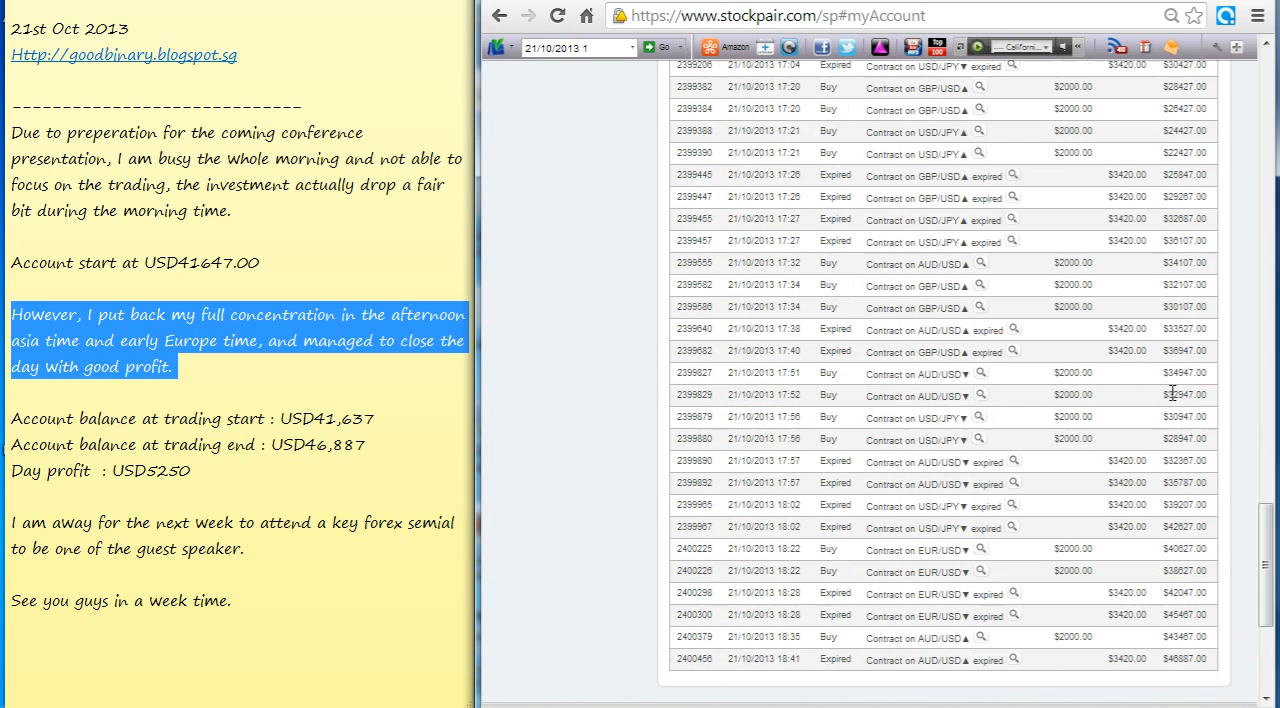 21st Oct 2013
Http://goodbinary.blogspot.sg
----------------------------
Due to preperation for the coming conference
presentation, I am busy the whole morning and not able to
focus on the trading, the investment actually drop a fair
bit during the morning time.
Account start at USD41647.00
However, I put back my full concentration in the afternoon
asia time and early Europe time, and managed to close the
day with good profit.
Account balance at trading start : USD41,637
Account balance at trading end : USD46,887
Day profit : USD5250
I am away for the next week to attend a key forex semial
to be one of the guest speaker.
See you guys in a week time.
https://www.stockpair.com/sp#myAccount
21/10/2013 1 Go Amazon Top 100 ---- Californi...
2399206 21/10/2013 17:04 Expired Contract on USD/JPY▼ expired $3420.00 $30427.00
2399382 21/10/2013 17:20 Buy Contract on GBP/USD▲ $2000.00 $28427.00
2399384 21/10/2013 17:20 Buy Contract on GBP/USD▲ $2000.00 $26427.00
2399388 21/10/2013 17:21 Buy Contract on USD/JPY▲ $2000.00 $24427.00
2399390 21/10/2013 17:21 Buy Contract on USD/JPY▲ $2000.00 $22427.00
2399445 21/10/2013 17:26 Expired Contract on GBP/USD▲ expired $3420.00 $25847.00
2399447 21/10/2013 17:26 Expired Contract on GBP/USD▲ expired $3420.00 $29267.00
2399455 21/10/2013 17:27 Expired Contract on USD/JPY▲ expired $3420.00 $32687.00
2399457 21/10/2013 17:27 Expired Contract on USD/JPY▲ expired $3420.00 $36107.00
2399555 21/10/2013 17:32 Buy Contract on AUD/USD▲ $2000.00 $34107.00
2399582 21/10/2013 17:34 Buy Contract on GBP/USD▲ $2000.00 $32107.00
2399586 21/10/2013 17:34 Buy Contract on GBP/USD▲ $2000.00 $30107.00
2399640 21/10/2013 17:38 Expired Contract on AUD/USD▲ expired $3420.00 $33527.00
2399682 21/10/2013 17:40 Expired Contract on GBP/USD▲ expired $3420.00 $36947.00
2399827 21/10/2013 17:51 Buy Contract on AUD/USD▼ $2000.00 $34947.00
2399829 21/10/2013 17:52 Buy Contract on AUD/USD▼ $2000.00 $32947.00
2399879 21/10/2013 17:56 Buy Contract on USD/JPY▼ $2000.00 $30947.00
2399880 21/10/2013 17:56 Buy Contract on USD/JPY▼ $2000.00 $28947.00
2399890 21/10/2013 17:57 Expired Contract on AUD/USD▼ expired $3420.00 $32367.00
2399892 21/10/2013 17:57 Expired Contract on AUD/USD▼ expired $3420.00 $35787.00
2399965 21/10/2013 18:02 Expired Contract on USD/JPY▼ expired $3420.00 $39207.00
2399967 21/10/2013 18:02 Expired Contract on USD/JPY▼ expired $3420.00 $42627.00
2400225 21/10/2013 18:22 Buy Contract on EUR/USD▼ $2000.00 $40627.00
2400226 21/10/2013 18:22 Buy Contract on EUR/USD▼ $2000.00 $38627.00
2400298 21/10/2013 18:28 Expired Contract on EUR/USD▼ expired $3420.00 $42047.00
2400300 21/10/2013 18:28 Expired Contract on EUR/USD▼ expired $3420.00 $45467.00
2400379 21/10/2013 18:35 Buy Contract on AUD/USD▲ $2000.00 $43467.00
2400456 21/10/2013 18:41 Expired Contract on AUD/USD▲ expired $3420.00 $46887.00